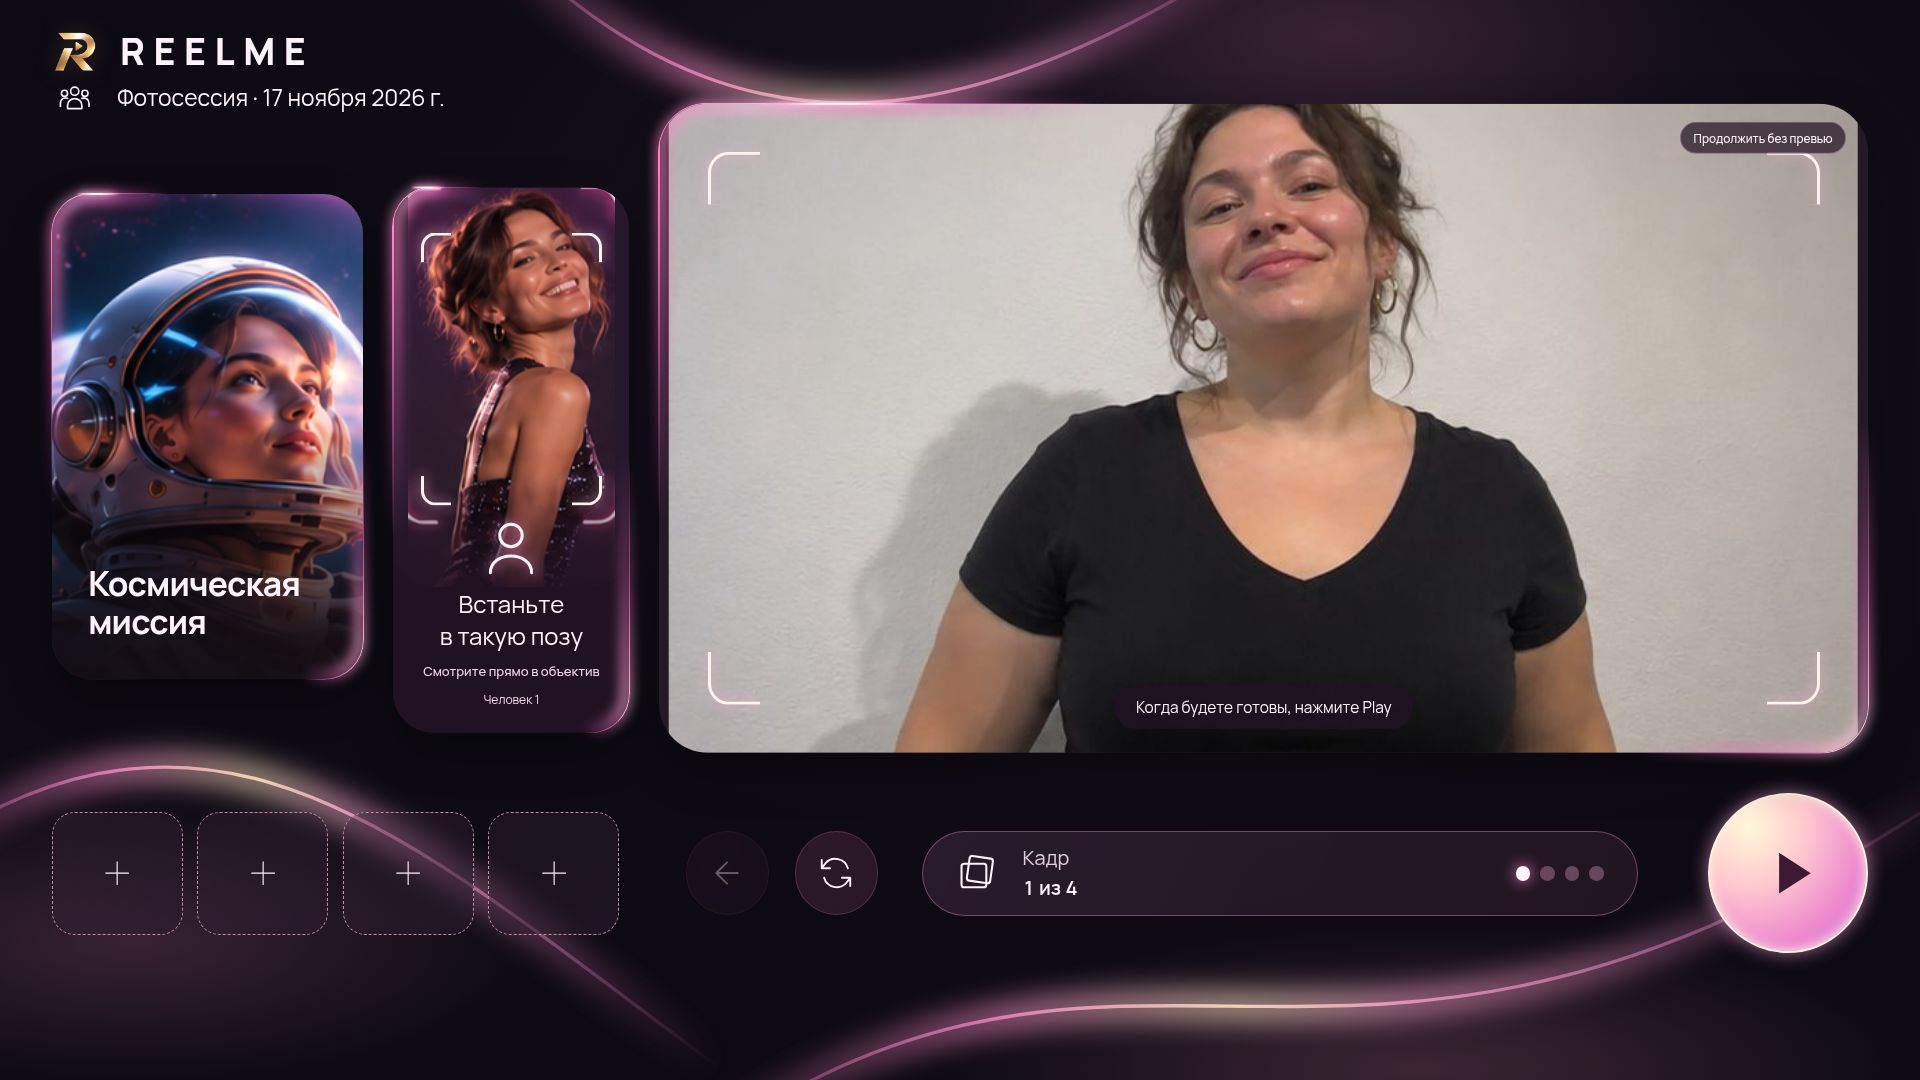 REELME
Фотосессия · 17 ноября 2026 г.
Продолжить без превью
Космическая
миссия
Встаньте
в такую позу
Смотрите прямо в объектив
Человек 1
Когда будете готовы, нажмите Play
Кадр
1 из 4